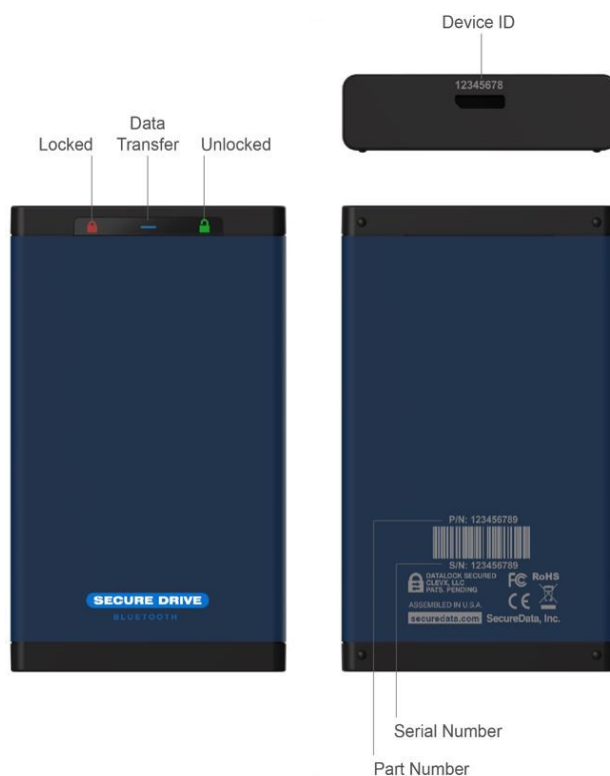 Device ID
12345678
Data
Transfer
Locked
Unlocked
SECURE DRIVE
BLUETOOTH
P/N: 123456789
S/N: 123456789
DATALOCK SECURED
CLEVX, LLC
PATS. PENDING
FC RoHS
CE
ASSEMBLED IN U.S.A
securedata.com SecureData, Inc.
Serial Number
Part Number